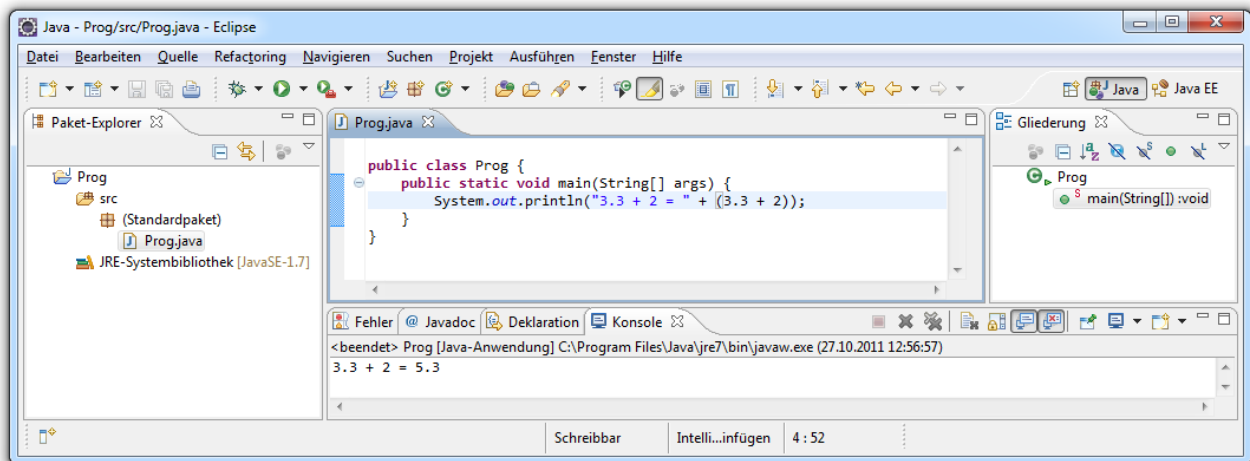 Java - Prog/src/Prog.java - Eclipse
Datei Bearbeiten Quelle Refactoring Navigieren Suchen Projekt Ausführen Fenster Hilfe
Java Java EE
Paket-Explorer
Prog
src
(Standardpaket)
Prog.java
JRE-Systembibliothek [JavaSE-1.7]
Prog.java
public class Prog {
public static void main(String[] args) {
System.out.println("3.3 + 2 = " + (3.3 + 2));
}
}
Gliederung
Prog
main(String[]) :void
Fehler @ Javadoc Deklaration Konsole
<beendet> Prog [Java-Anwendung] C:\Program Files\Java\jre7\bin\javaw.exe (27.10.2011 12:56:57)
3.3 + 2 = 5.3
Schreibbar Intelli...infügen 4 : 52